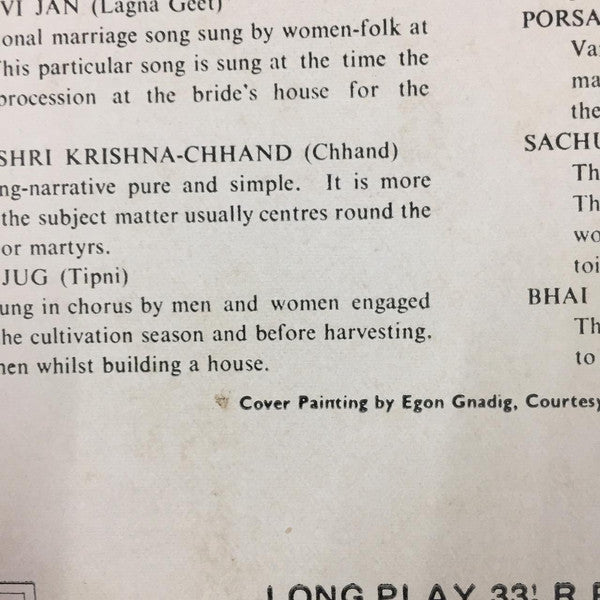 VI JAN (Lagna Geet)
onal marriage song sung by women-folk at
This particular song is sung at the time the
procession at the bride's house for the
SHRI KRISHNA-CHHAND (Chhand)
ng-narrative pure and simple. It is more
the subject matter usually centres round the
or martyrs.
JUG (Tipni)
ung in chorus by men and women engaged
he cultivation season and before harvesting.
men whilst building a house.
PORSA
Va
ma
the
SACHU
Th
Th
wo
toi
BHAI
Th
to
Cover Painting by Egon Gnadig, Courtesy
LONG PLAY 33⅓ R P